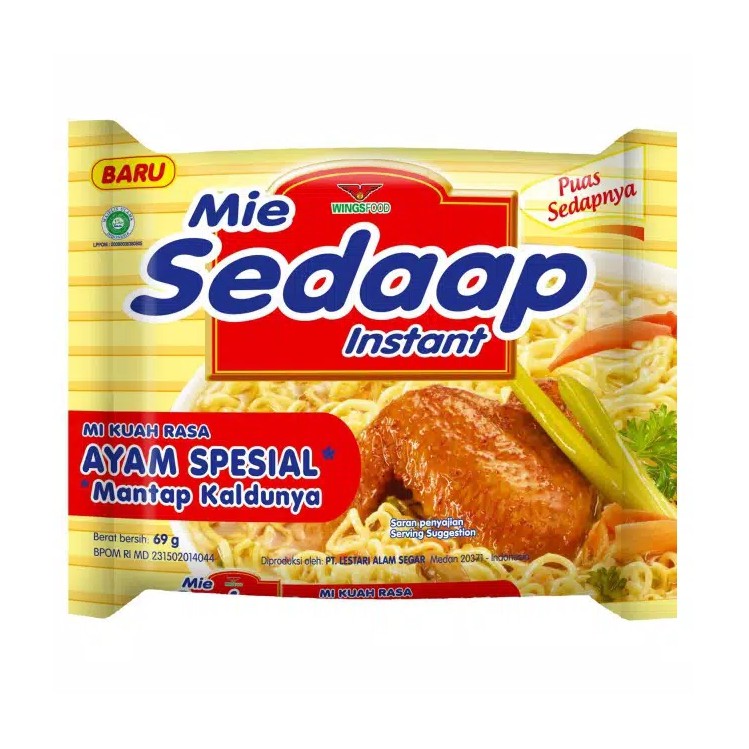 BARU
WINGSFOOD
Puas
Sedapnya
Mie
Sedaap
Instant
MI KUAH RASA
AYAM SPESIAL*
*Mantap Kaldunya
Saran penyajian
Serving Suggestion
Berat bersih: 69 g
BPOM RI MD 231502014044
Diproduksi oleh: PT. LESTARI ALAM SEGAR Medan 20371 - Indonesia
Mie
MI KUAH RASA